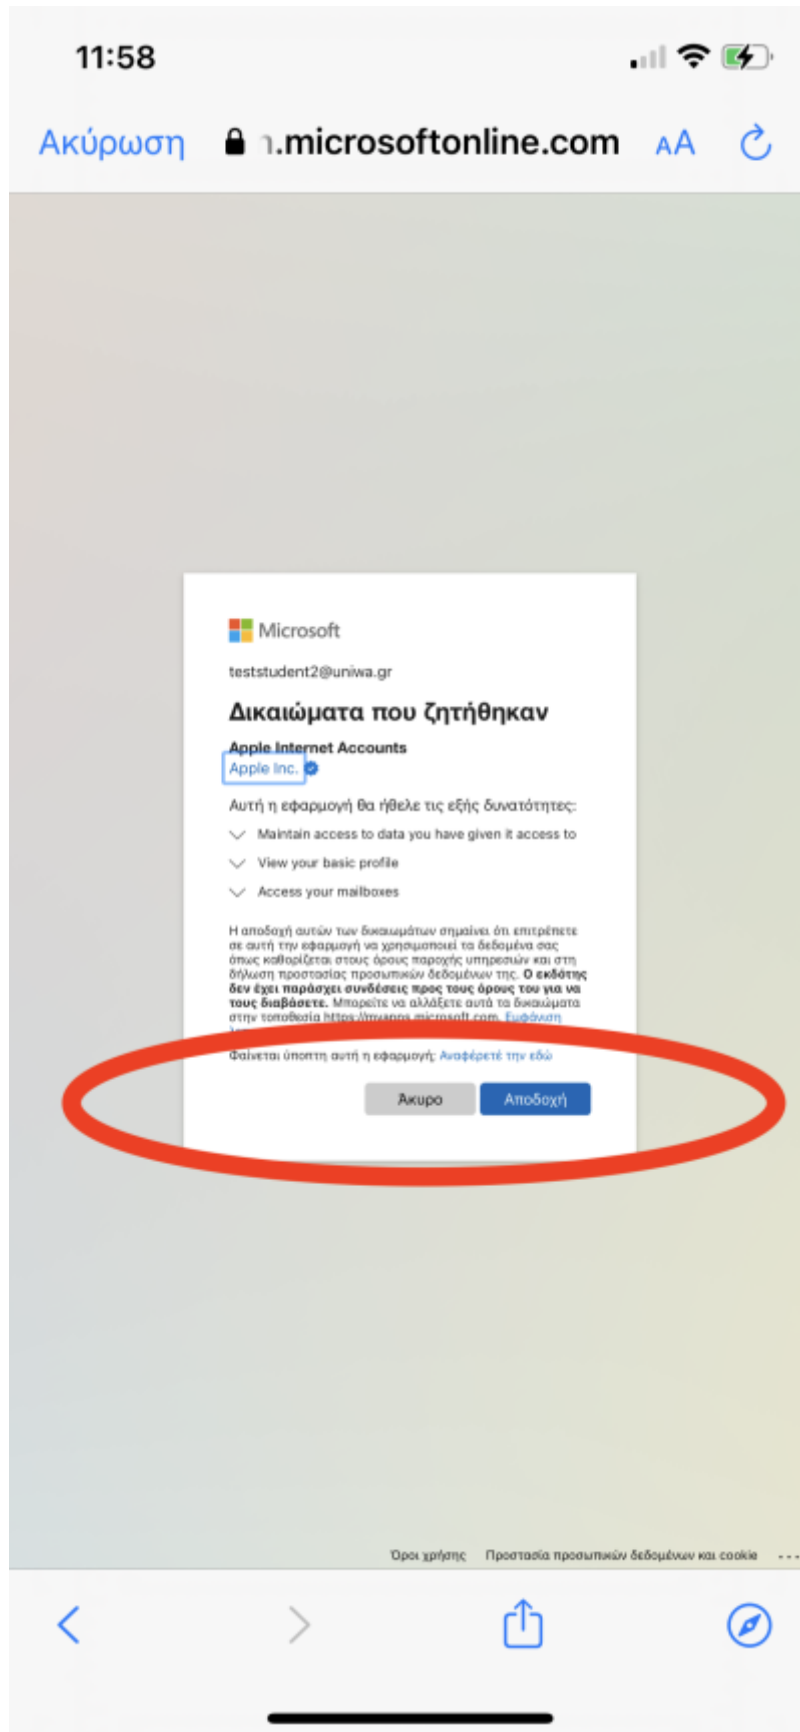 11:58
Ακύρωση .microsoftonline.com AA
Microsoft
teststudent2@uniwa.gr
Δικαιώματα που ζητήθηκαν
Apple Internet Accounts
Apple Inc.
Αυτή η εφαρμογή θα ήθελε τις εξής δυνατότητες:
Maintain access to data you have given it access to
View your basic profile
Access your mailboxes
Η αποδοχή αυτών των δικαιωμάτων σημαίνει ότι επιτρέπετε
σε αυτή την εφαρμογή να χρησιμοποιεί τα δεδομένα σας
όπως καθορίζεται στους όρους παροχής υπηρεσιών και στη
δήλωση προστασίας προσωπικών δεδομένων της. Ο εκδότης
δεν έχει παράσχει συνδέσεις προς τους όρους του για να
τους διαβάσετε. Μπορείτε να αλλάξετε αυτά τα δικαιώματα
στην τοποθεσία https://myapps.microsoft.com. Εμφάνιση
Φαίνεται ύποπτη αυτή η εφαρμογή; Αναφέρετέ την εδώ
Άκυρο Αποδοχή
Όροι χρήσης Προστασία προσωπικών δεδομένων και cookie ...